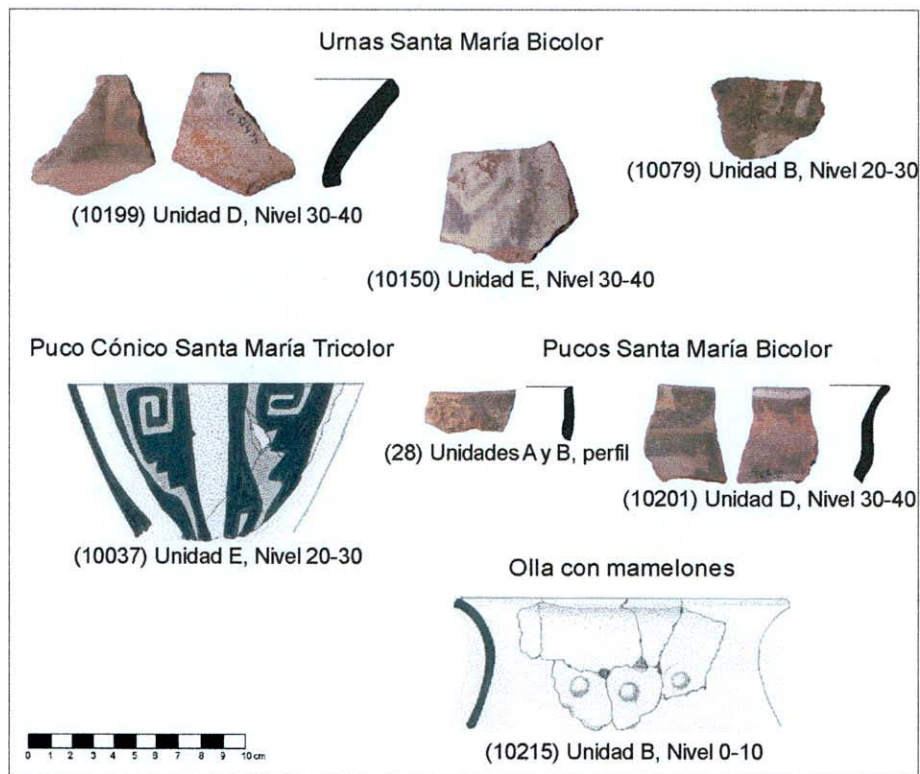 Urnas Santa María Bicolor
(10199) Unidad D, Nivel 30-40
(10079) Unidad B, Nivel 20-30
(10150) Unidad E, Nivel 30-40
Puco Cónico Santa María Tricolor
Pucos Santa María Bicolor
(28) Unidades A y B, perfil
(10201) Unidad D, Nivel 30-40
(10037) Unidad E, Nivel 20-30
Olla con mamelones
(10215) Unidad B, Nivel 0-10
0 1 2 3 4 5 6 7 8 9 10 cm